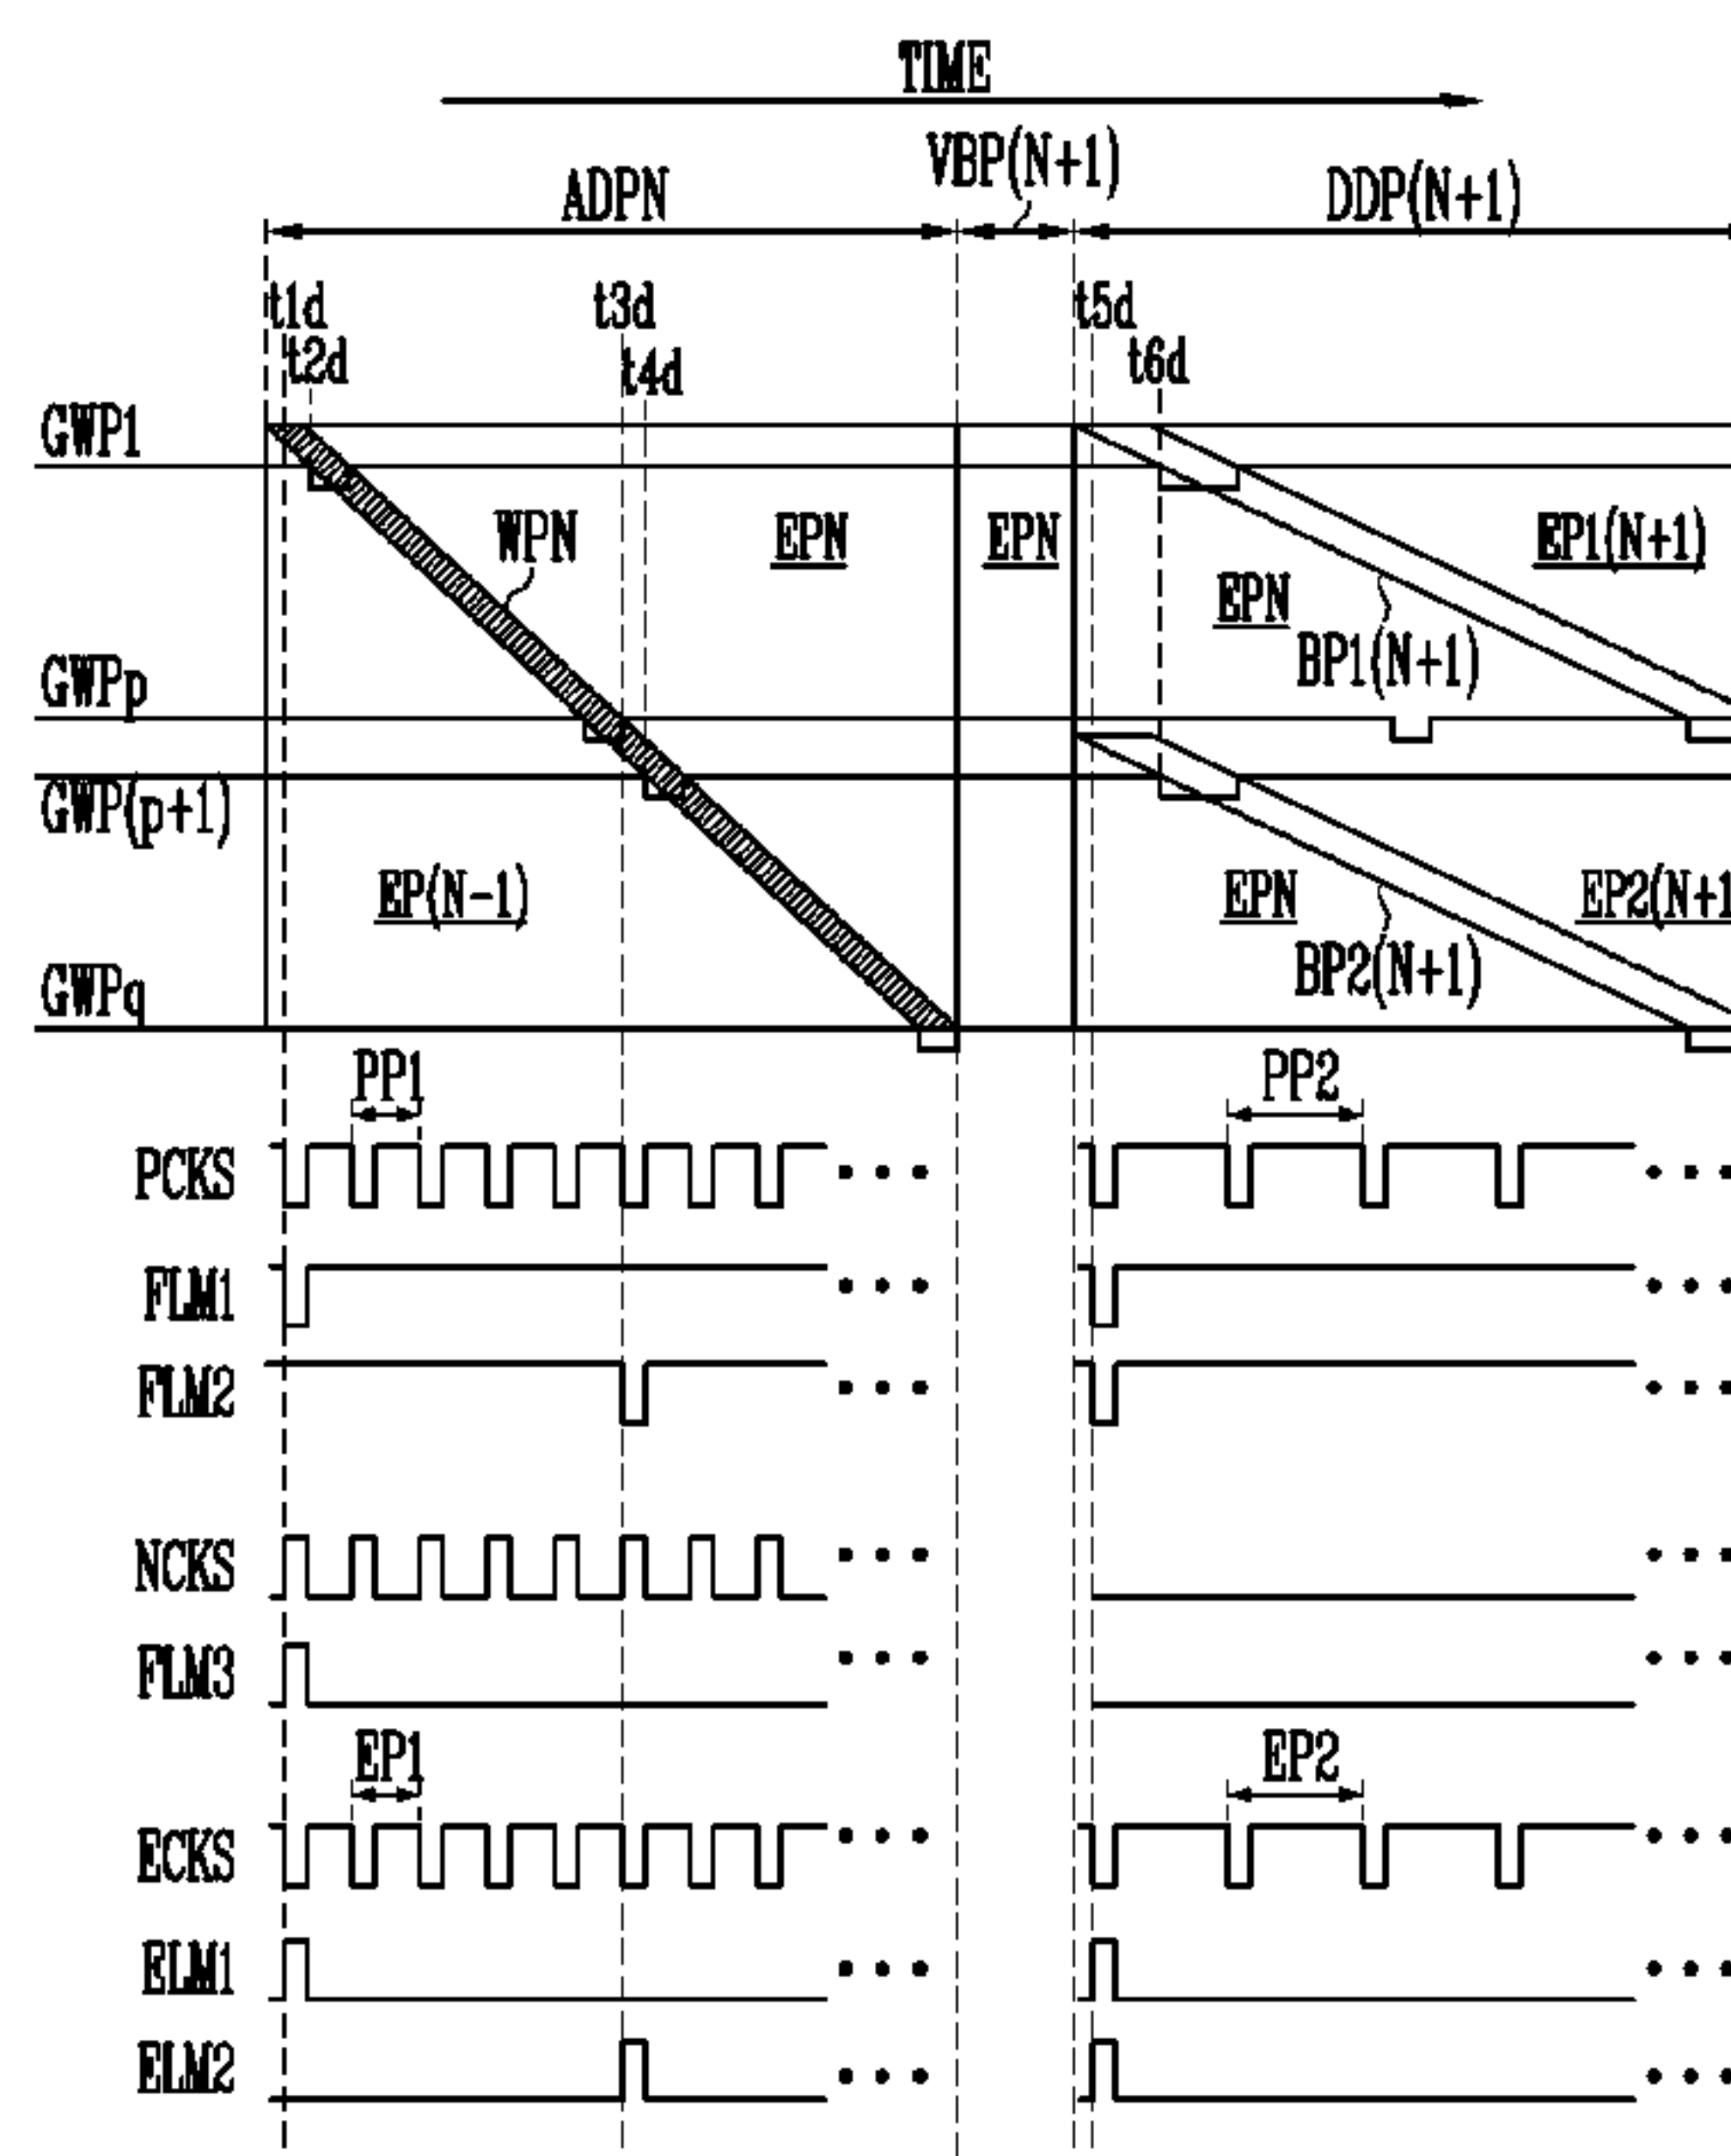 TIME
VBP(N+1)
ADPN
DDP(N+1)
t1d
t3d
t5d
t2d
t4d
t6d
GWP1
WPN
EPN
EPN
EP1(N+1)
EPN
BP1(N+1)
GWPp
GWP(p+1)
EP(N-1)
EPN
EP2(N+1
BP2(N+1)
GWPq
PP1
PP2
PCKS
FLM1
FLM2
NCKS
FLM3
EP1
EP2
ECKS
ELM1
ELM2